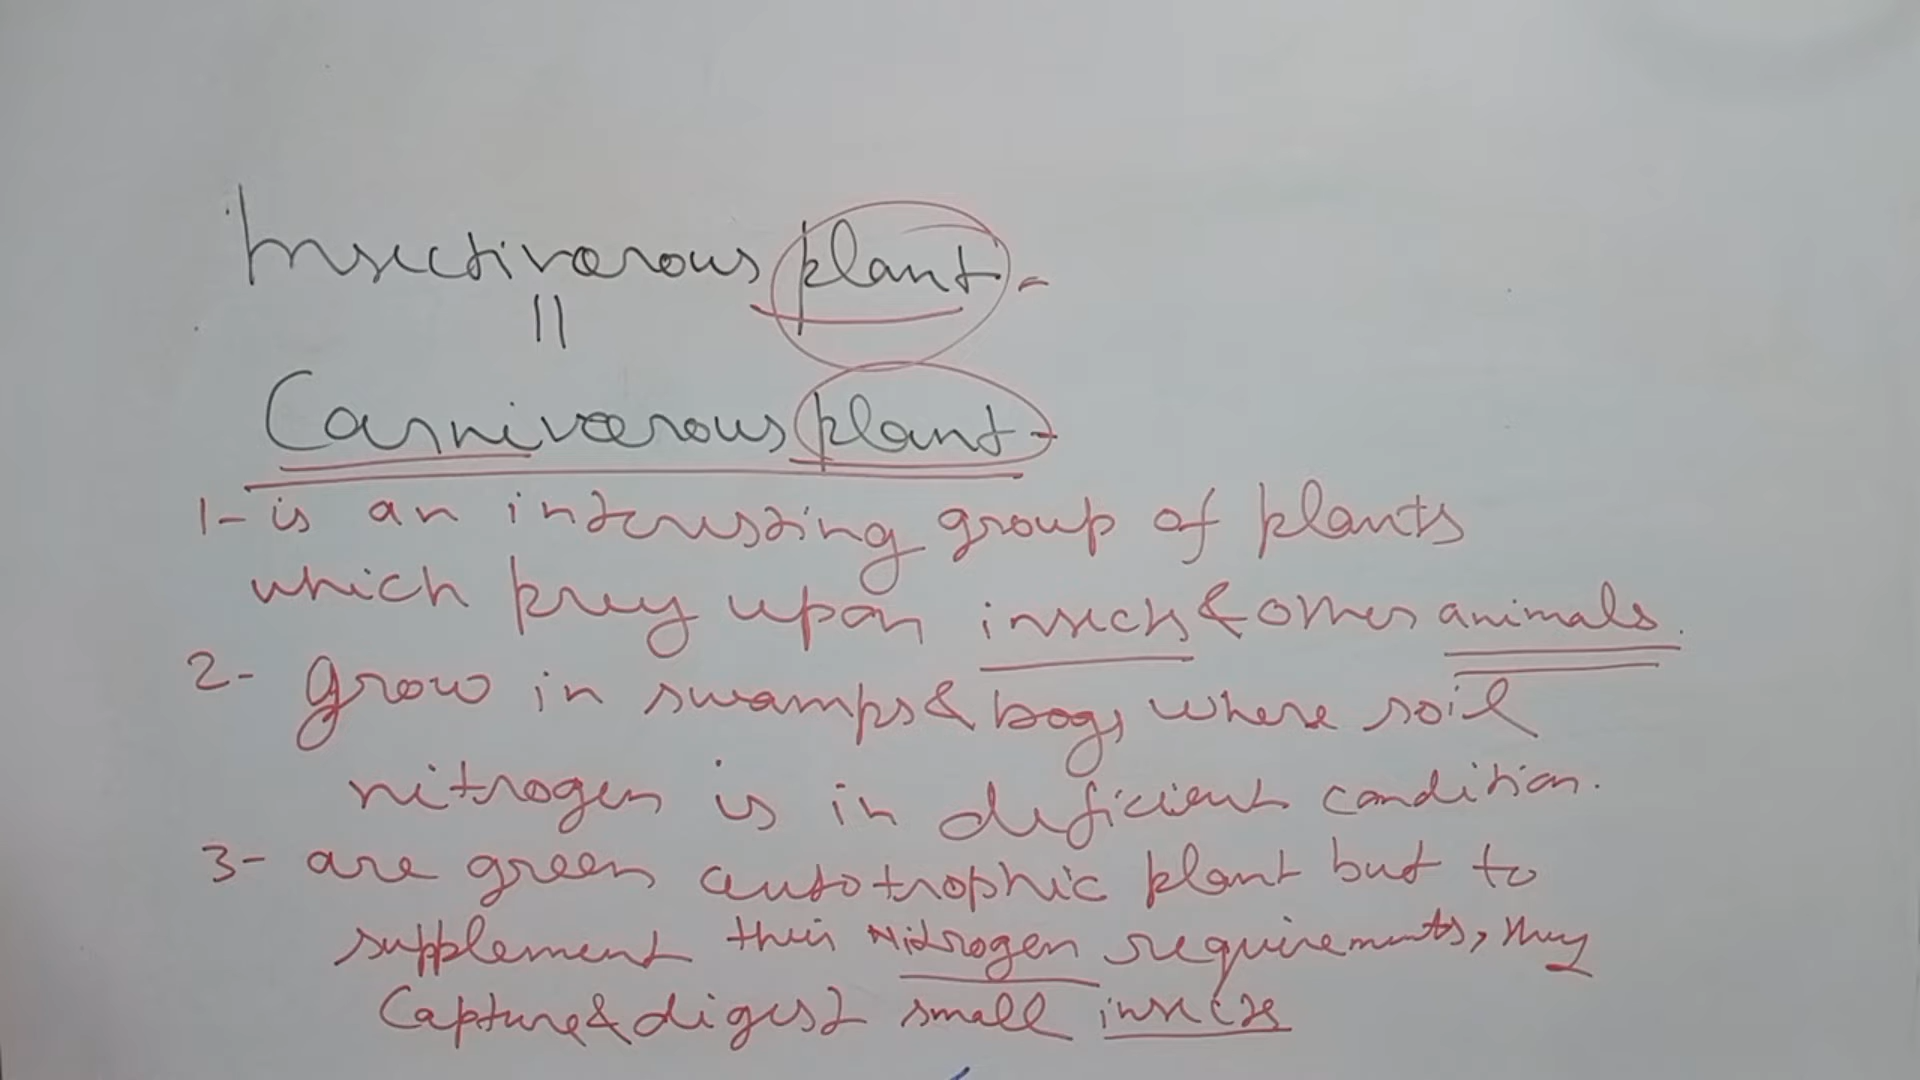 Insectivorous plant -
||
Carnivorous plant -
1- is an interesting group of plants
which prey upon insects & other animals.
2- grow in swamps & bogs where soil
nitrogen is in deficient condition.
3- are green autotrophic plant but to
supplement their Nitrogen requirements, they
Capture & digest small insects